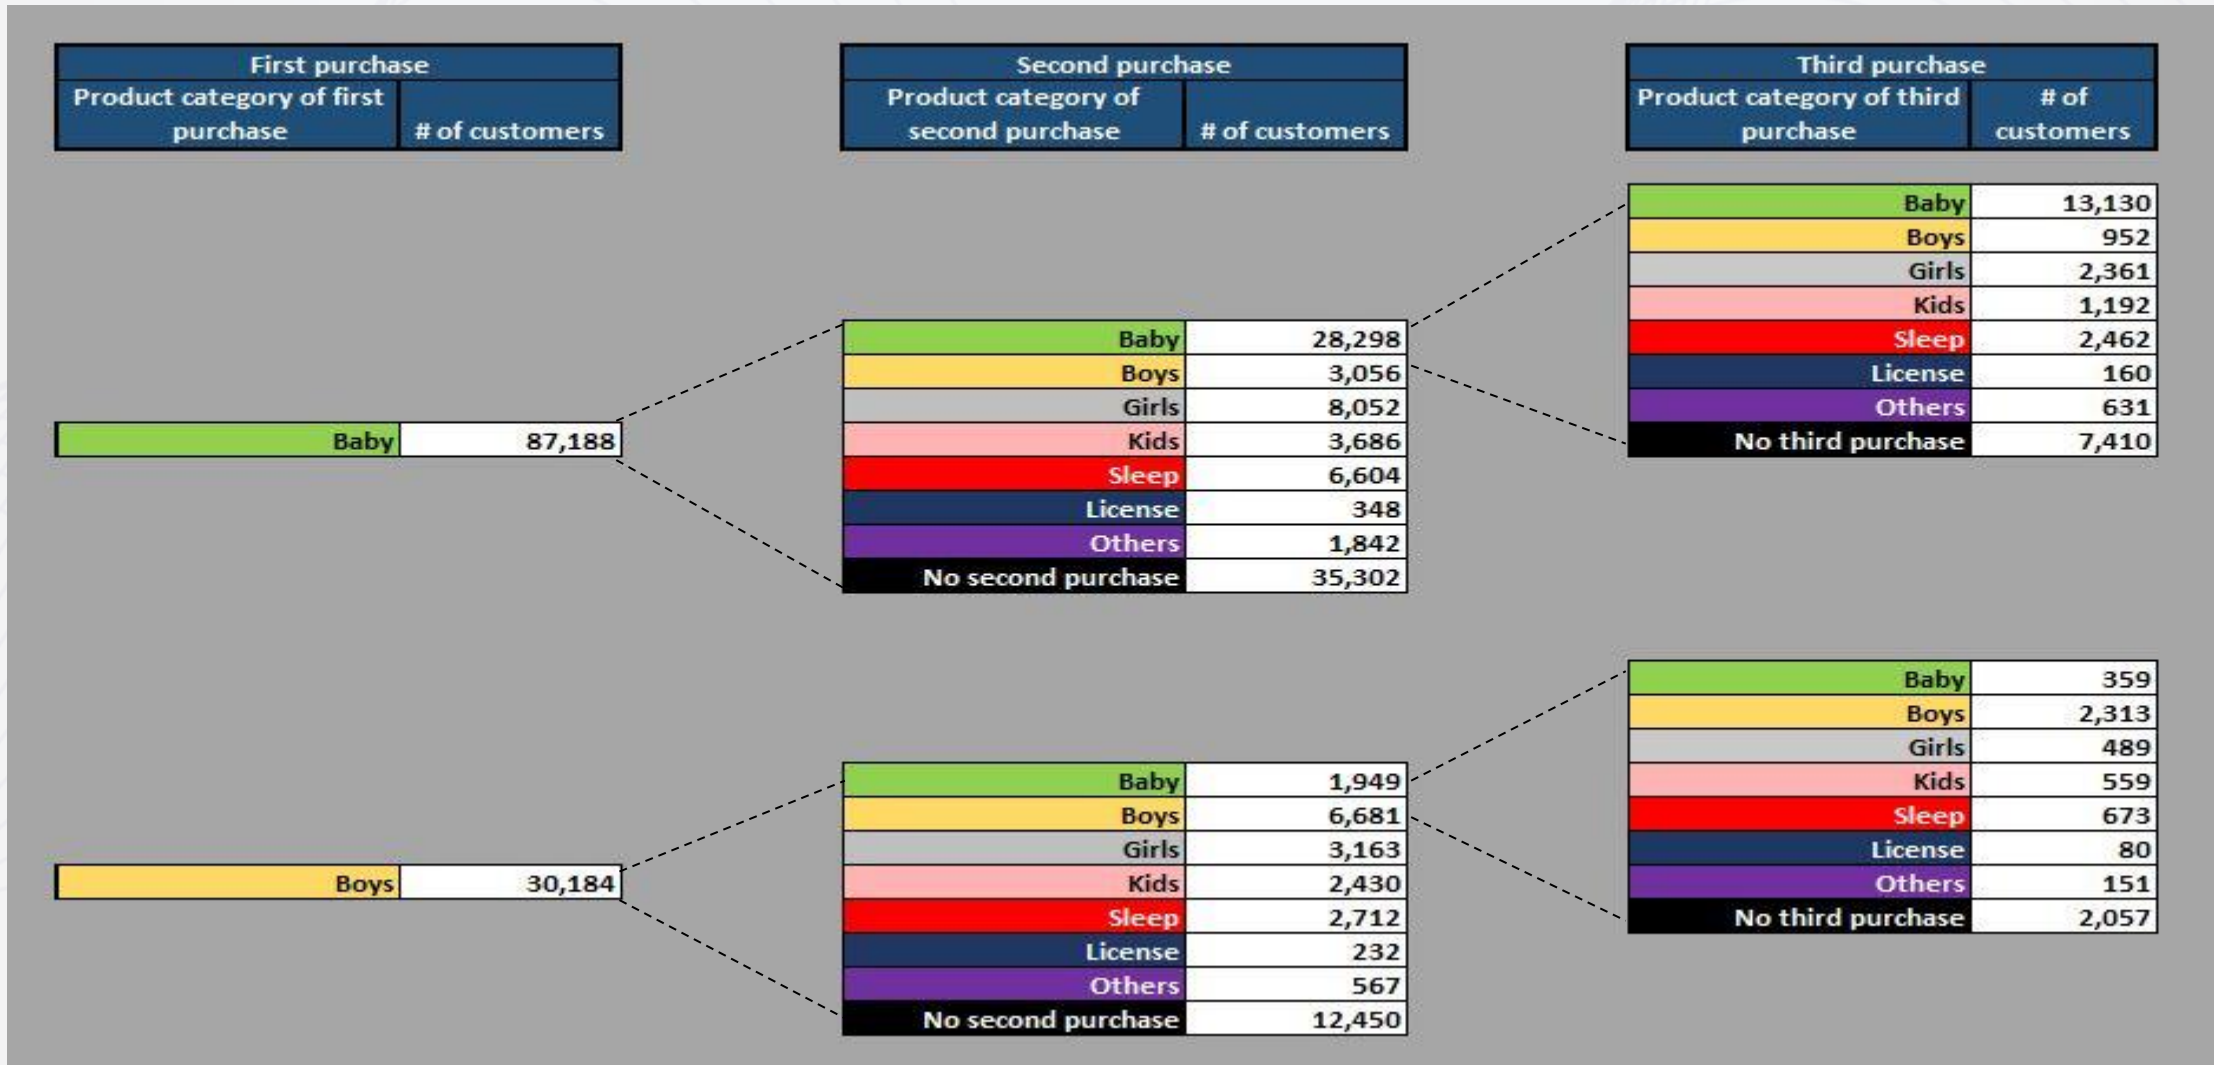 First purchase
Product category of first purchase
# of customers
Second purchase
Product category of second purchase
# of customers
Third purchase
Product category of third purchase
# of customers
Baby 87,188
Baby 28,298
Boys 3,056
Girls 8,052
Kids 3,686
Sleep 6,604
License 348
Others 1,842
No second purchase 35,302
Baby 13,130
Boys 952
Girls 2,361
Kids 1,192
Sleep 2,462
License 160
Others 631
No third purchase 7,410
Boys 30,184
Baby 1,949
Boys 6,681
Girls 3,163
Kids 2,430
Sleep 2,712
License 232
Others 567
No second purchase 12,450
Baby 359
Boys 2,313
Girls 489
Kids 559
Sleep 673
License 80
Others 151
No third purchase 2,057